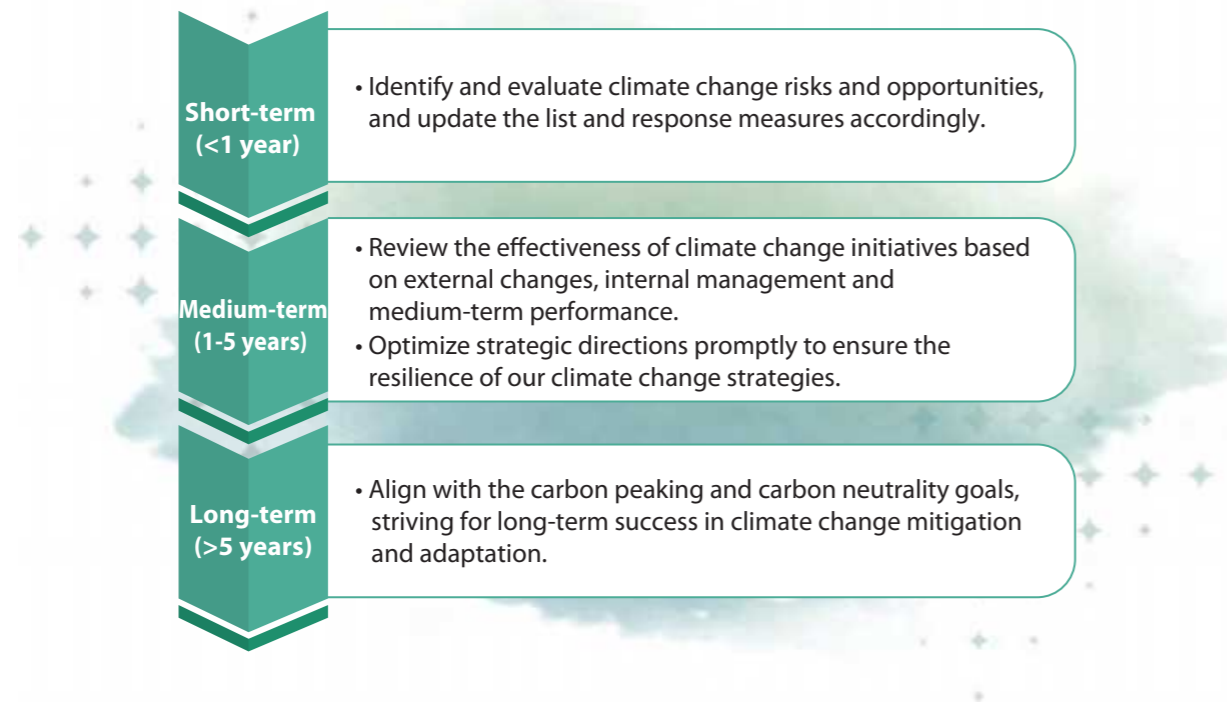 Short-term
(<1 year)
• Identify and evaluate climate change risks and opportunities,
and update the list and response measures accordingly.
Medium-term
(1-5 years)
• Review the effectiveness of climate change initiatives based
on external changes, internal management and
medium-term performance.
• Optimize strategic directions promptly to ensure the
resilience of our climate change strategies.
Long-term
(>5 years)
• Align with the carbon peaking and carbon neutrality goals,
striving for long-term success in climate change mitigation
and adaptation.